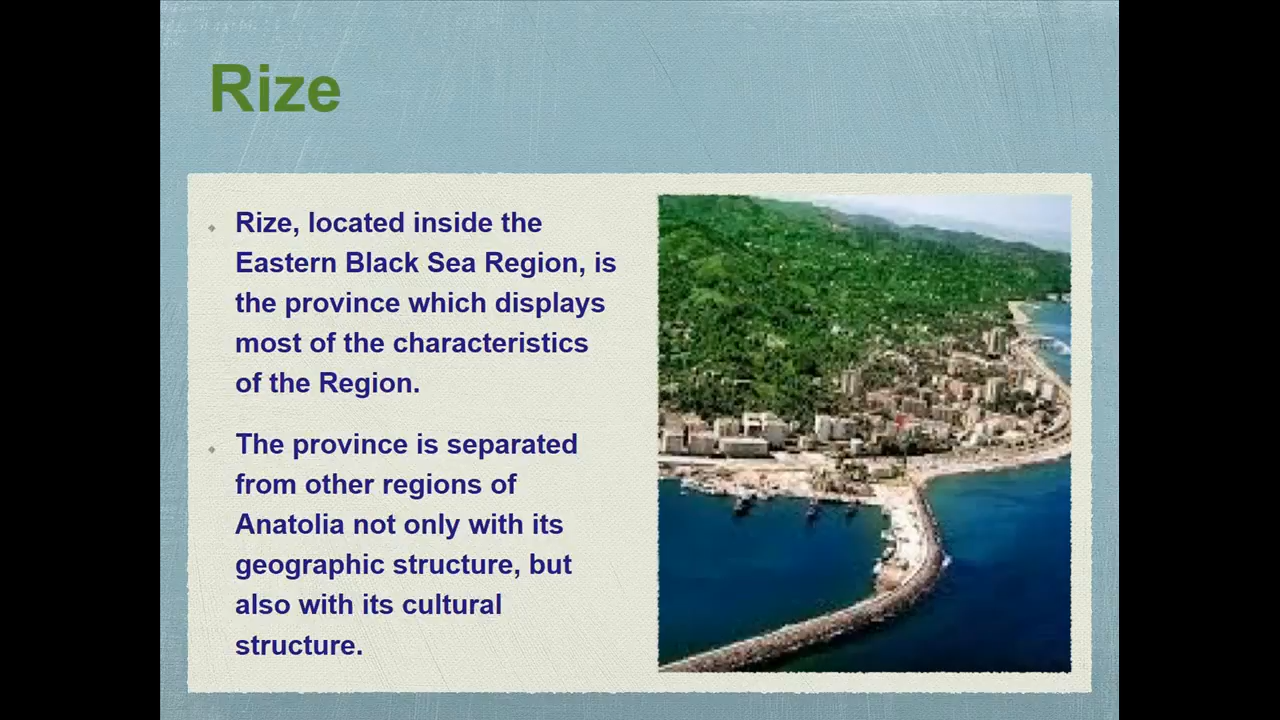 Rize
Rize, located inside the
Eastern Black Sea Region, is
the province which displays
most of the characteristics
of the Region.
The province is separated
from other regions of
Anatolia not only with its
geographic structure, but
also with its cultural
structure.